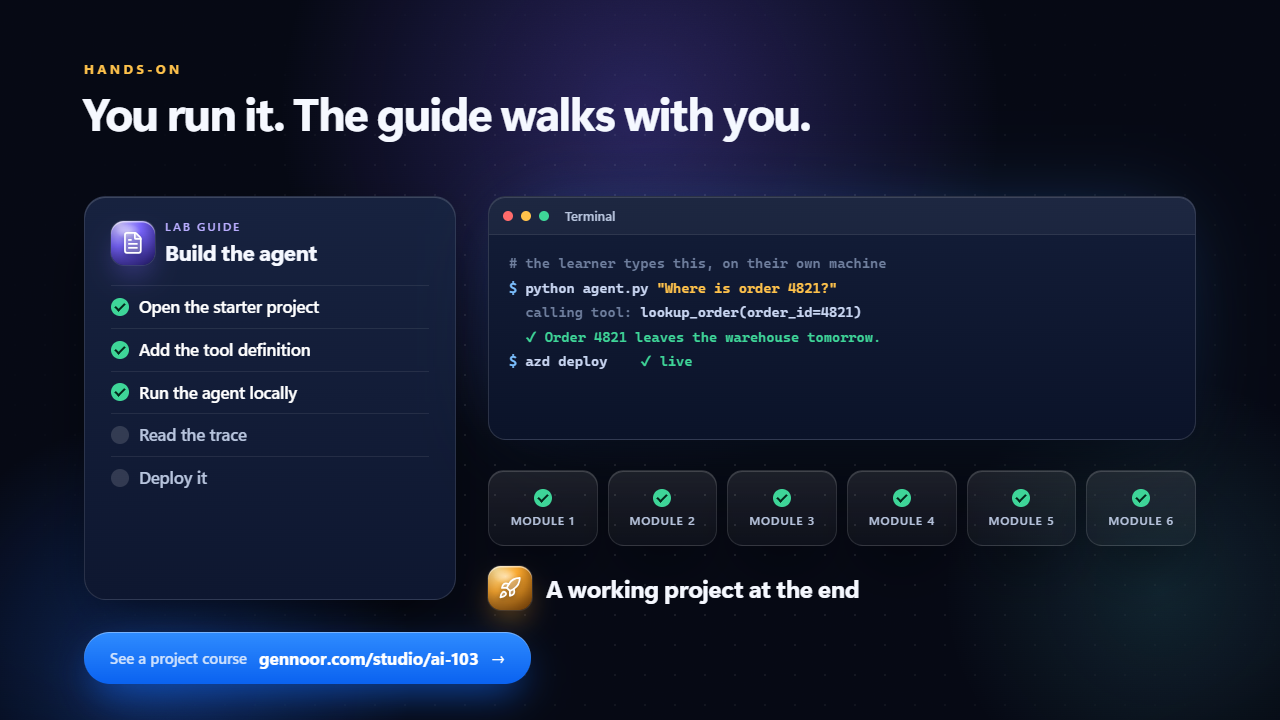 HANDS-ON
You run it. The guide walks with you.
LAB GUIDE
Build the agent
Open the starter project
Add the tool definition
Run the agent locally
Read the trace
Deploy it
Terminal
# the learner types this, on their own machine
$ python agent.py "Where is order 4821?"
calling tool: lookup_order(order_id=4821)
✓ Order 4821 leaves the warehouse tomorrow.
$ azd deploy ✓ live
MODULE 1
MODULE 2
MODULE 3
MODULE 4
MODULE 5
MODULE 6
A working project at the end
See a project course gennoor.com/studio/ai-103 →